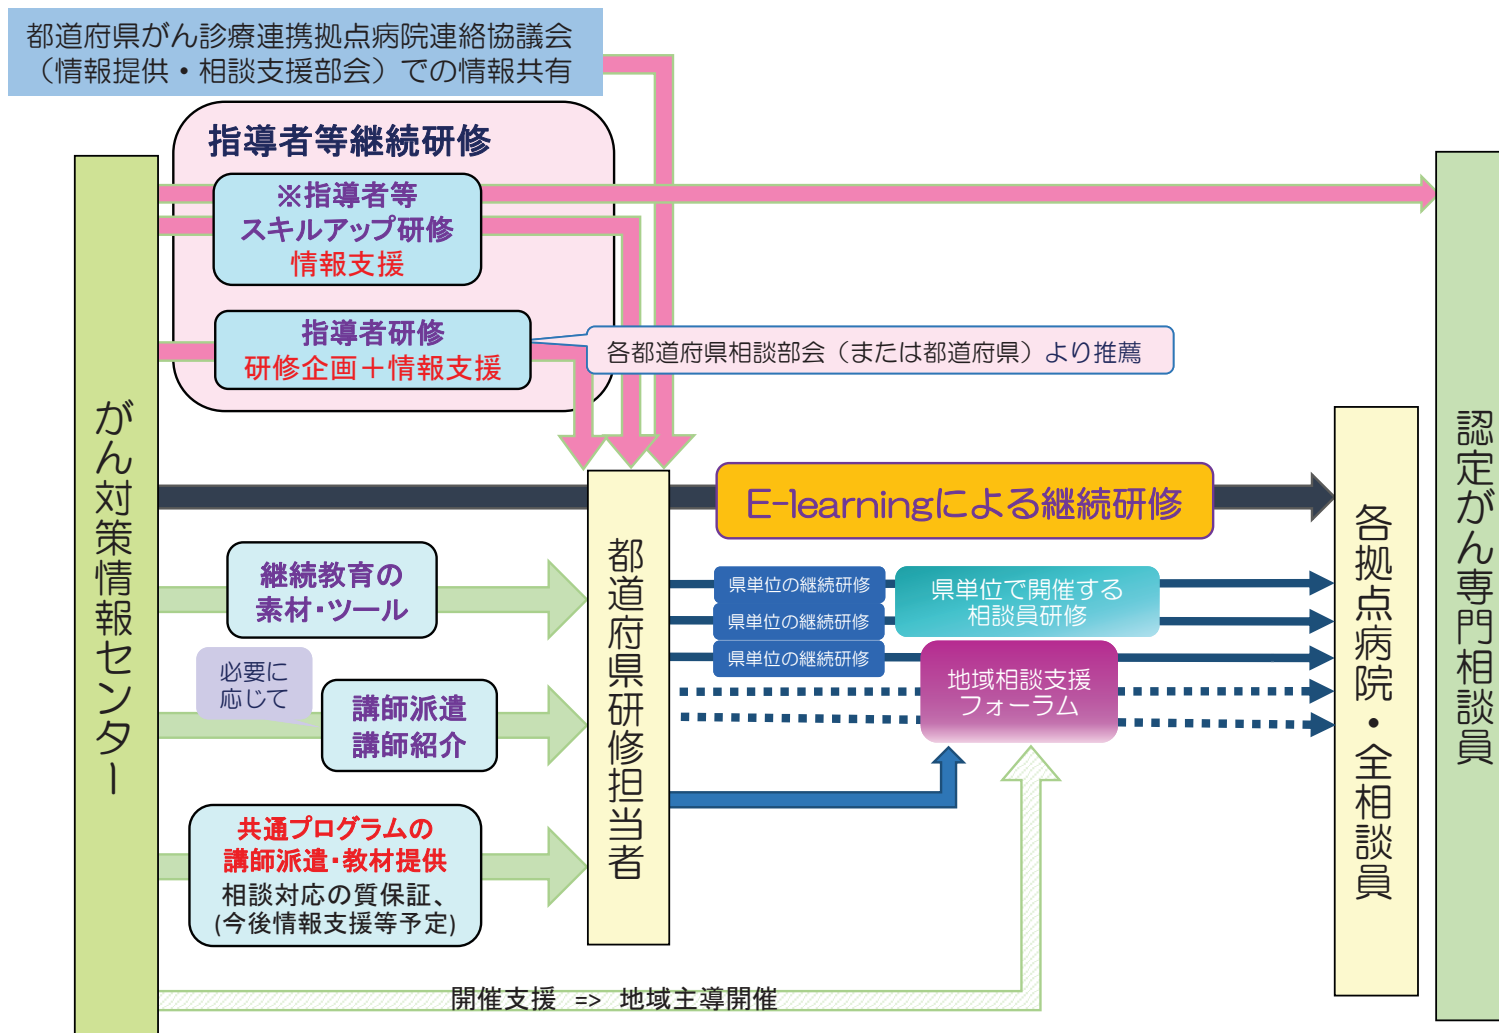 都道府県がん診療連携拠点病院連絡協議会
（情報提供・相談支援部会）での情報共有
指導者等継続研修
※指導者等
スキルアップ研修
情報支援
指導者研修
研修企画＋情報支援
各都道府県相談部会（または都道府県）より推薦
がん対策情報センター
E-learningによる継続研修
継続教育の
素材・ツール
必要に
応じて
講師派遣
講師紹介
共通プログラムの
講師派遣・教材提供
相談対応の質保証、
(今後情報支援等予定)
都道府県研修担当者
県単位の継続研修
県単位の継続研修
県単位の継続研修
県単位で開催する
相談員研修
地域相談支援
フォーラム
開催支援 => 地域主導開催
各拠点病院・全相談員
認定がん専門相談員